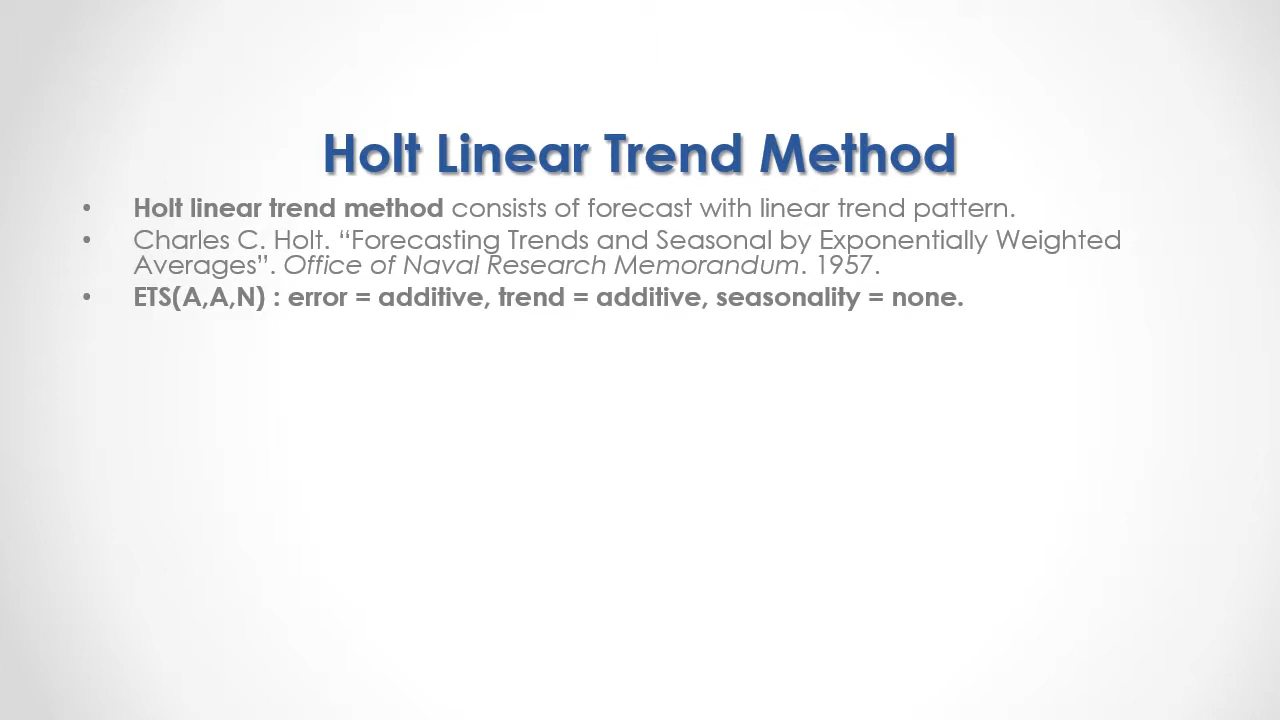 Holt Linear Trend Method
• Holt linear trend method consists of forecast with linear trend pattern.
• Charles C. Holt. “Forecasting Trends and Seasonal by Exponentially Weighted
Averages”. Office of Naval Research Memorandum. 1957.
• ETS(A,A,N) : error = additive, trend = additive, seasonality = none.